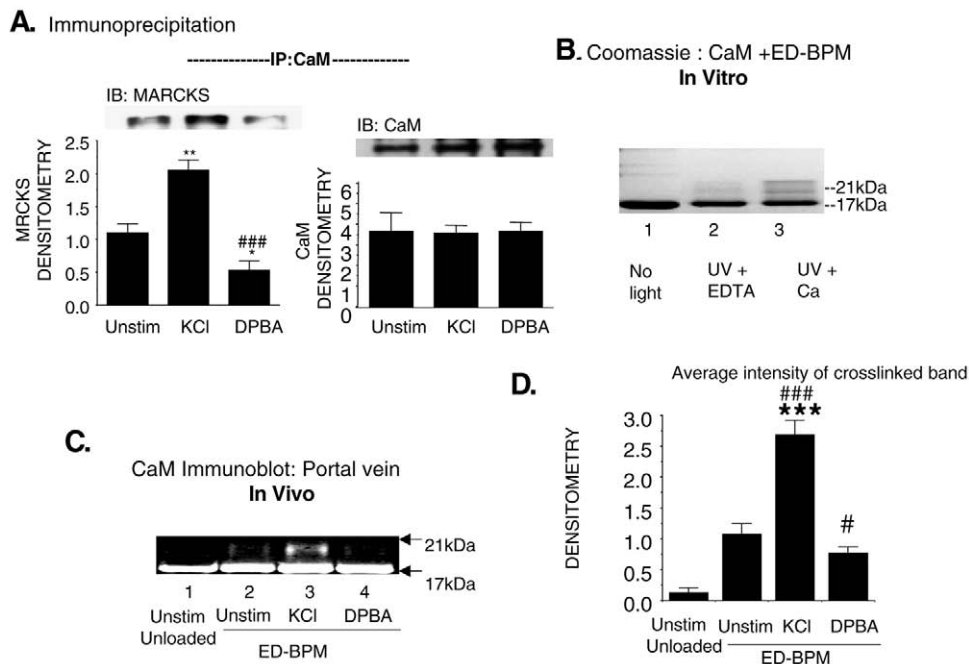 A. Immunoprecipitation
--------------IP:CaM-------------
IB: MARCKS
MRCKS
DENSITOMETRY
2.5
2.0
1.5
1.0
0.5
0.0
**
###
*
Unstim KCl DPBA
IB: CaM
CaM
DENSITOMETRY
6
5
4
3
2
1
0
Unstim KCl DPBA
B. Coomassie : CaM +ED-BPM
In Vitro
--21kDa
--17kDa
1 2 3
No light
UV + EDTA
UV + Ca
C.
CaM Immunoblot: Portal vein
In Vivo
21kDa
17kDa
1 2 3 4
Unstim Unstim KCl DPBA
Unloaded
ED-BPM
D.
Average intensity of crosslinked band
###
***
#
DENSITOMETRY
3.0
2.5
2.0
1.5
1.0
0.5
0.0
Unstim Unstim KCl DPBA
Unloaded
ED-BPM